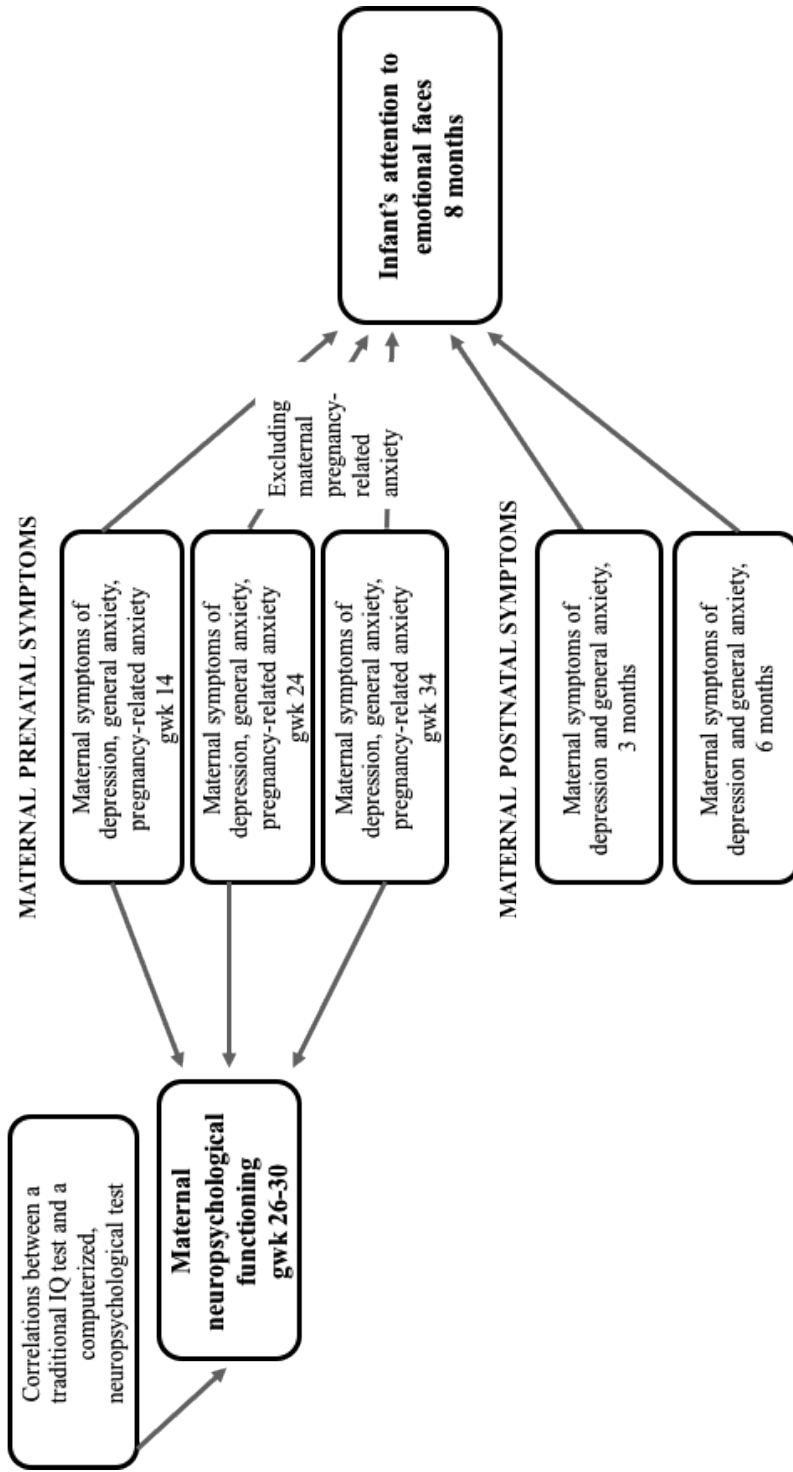 Correlations between a
traditional IQ test and a
computerized,
neuropsychological test
Maternal
neuropsychological
functioning
gwk 26-30
MATERNAL PRENATAL SYMPTOMS
Maternal symptoms of
depression, general anxiety,
pregnancy-related anxiety
gwk 14
Maternal symptoms of
depression, general anxiety,
pregnancy-related anxiety
gwk 24
Maternal symptoms of
depression, general anxiety,
pregnancy-related anxiety
gwk 34
Excluding
maternal
pregnancy-
related
anxiety
MATERNAL POSTNATAL SYMPTOMS
Maternal symptoms of
depression and general anxiety,
3 months
Maternal symptoms of
depression and general anxiety,
6 months
Infant's attention to
emotional faces
8 months